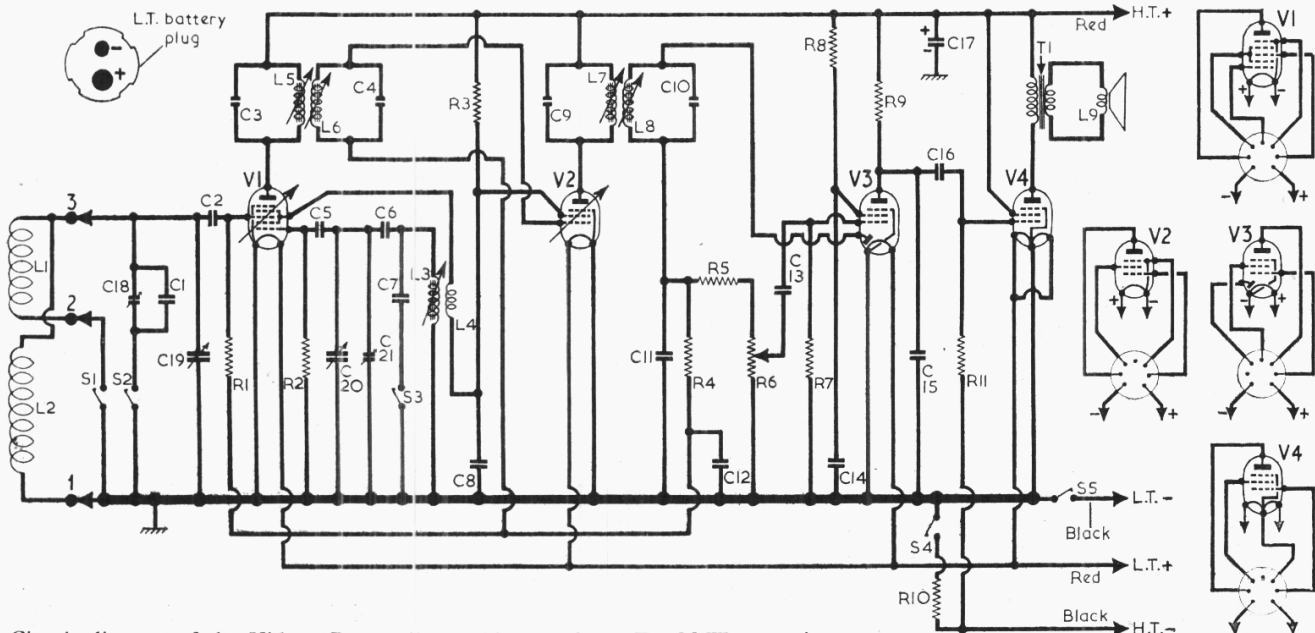 L.T. battery
plug
- 
+
Red
H.T.+
V1
R8
+
-
C17
T1
L5
L7
C3
C4
L6
R3
C9
C10
L8
R9
L9
+
-
-
+
V1
C2
C5
C6
V2
V3
C16
V4
V2
V3
3
L1
C18
C1
C7
L3
L4
R5
C
13
2
C19
R1
R2
C
20
C
21
C11
R4
R6
R7
C
15
R11
+
-
-
+
S1
S2
S3
L2
C8
C12
C14
-
+
-
+
V4
1
S5
L.T.-
Black
S4
Red
L.T.+
R10
Black
H.T.-